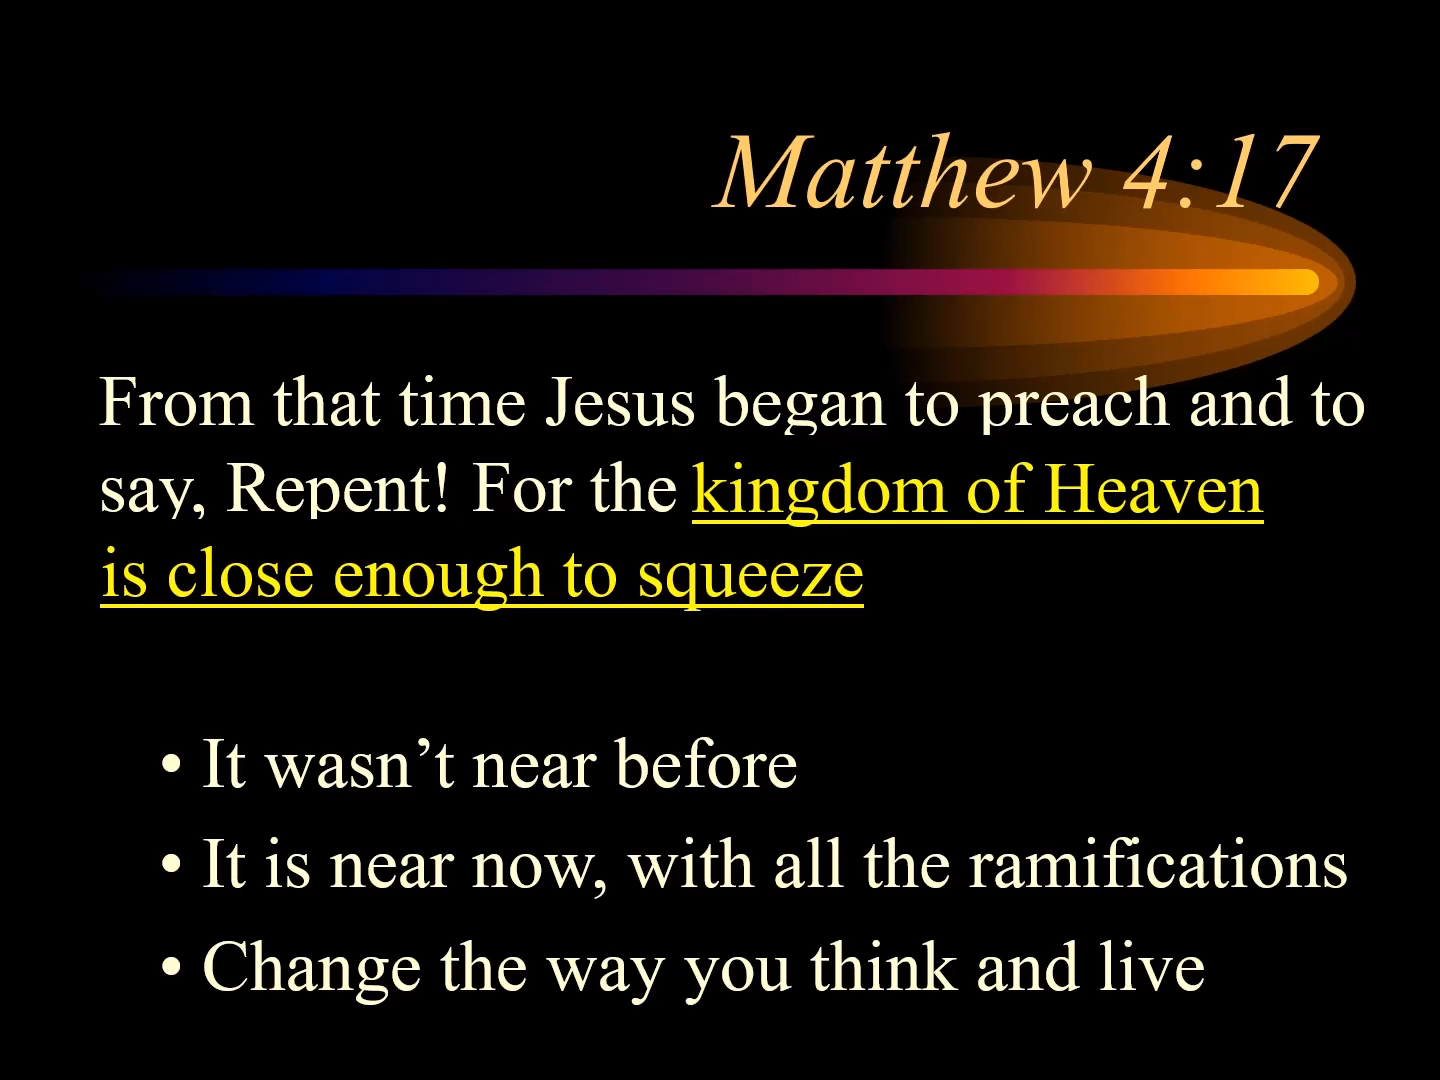 Matthew 4:17
From that time Jesus began to preach and to
say, Repent! For the kingdom of Heaven
is close enough to squeeze
• It wasn’t near before
• It is near now, with all the ramifications
• Change the way you think and live